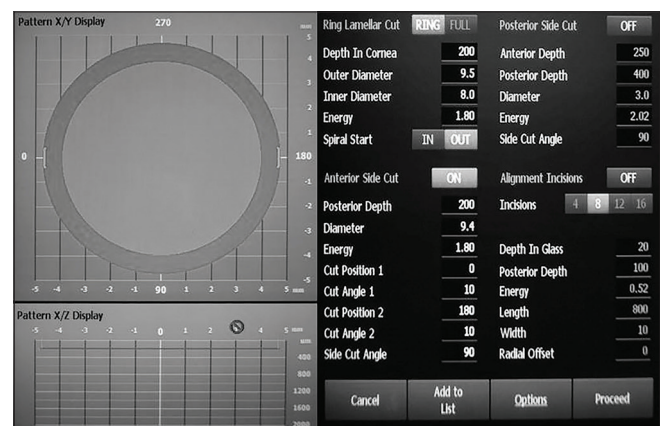 Pattern X/Y Display
270
mm
5
4
3
2
1
0
180
-1
-2
-3
-4
-5
-5 -4 -3 -2 -1 90 1 2 3 4 5 mm
Pattern X/Z Display
-5 -4 -3 -2 -1 0 1 2 3 4 5 mm
um
400
800
1200
1600
2000
Ring Lamellar Cut RING FULL
Depth In Cornea 200
Outer Diameter 9.5
Inner Diameter 8.0
Energy 1.80
Spiral Start IN OUT
Posterior Side Cut OFF
Anterior Depth 250
Posterior Depth 400
Diameter 3.0
Energy 2.02
Side Cut Angle 90
Anterior Side Cut ON
Posterior Depth 200
Diameter 9.4
Energy 1.80
Cut Position 1 0
Cut Angle 1 10
Cut Position 2 180
Cut Angle 2 10
Side Cut Angle 90
Alignment Incisions OFF
Incisions 4 8 12 16
Depth In Glass 20
Posterior Depth 100
Energy 0.52
Length 800
Width 10
Radial Offset 0
Cancel
Add to
List
Options
Proceed